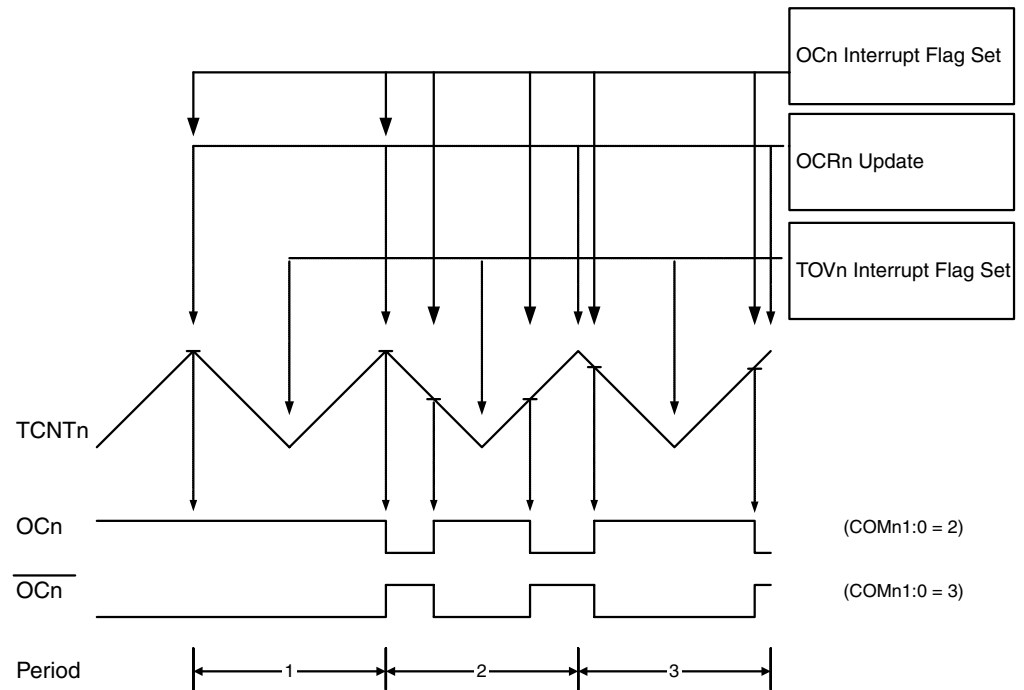 OCn Interrupt Flag Set
OCRn Update
TOVn Interrupt Flag Set
TCNTn
OCn
(COMn1:0 = 2)
OCn
(COMn1:0 = 3)
Period
1
2
3